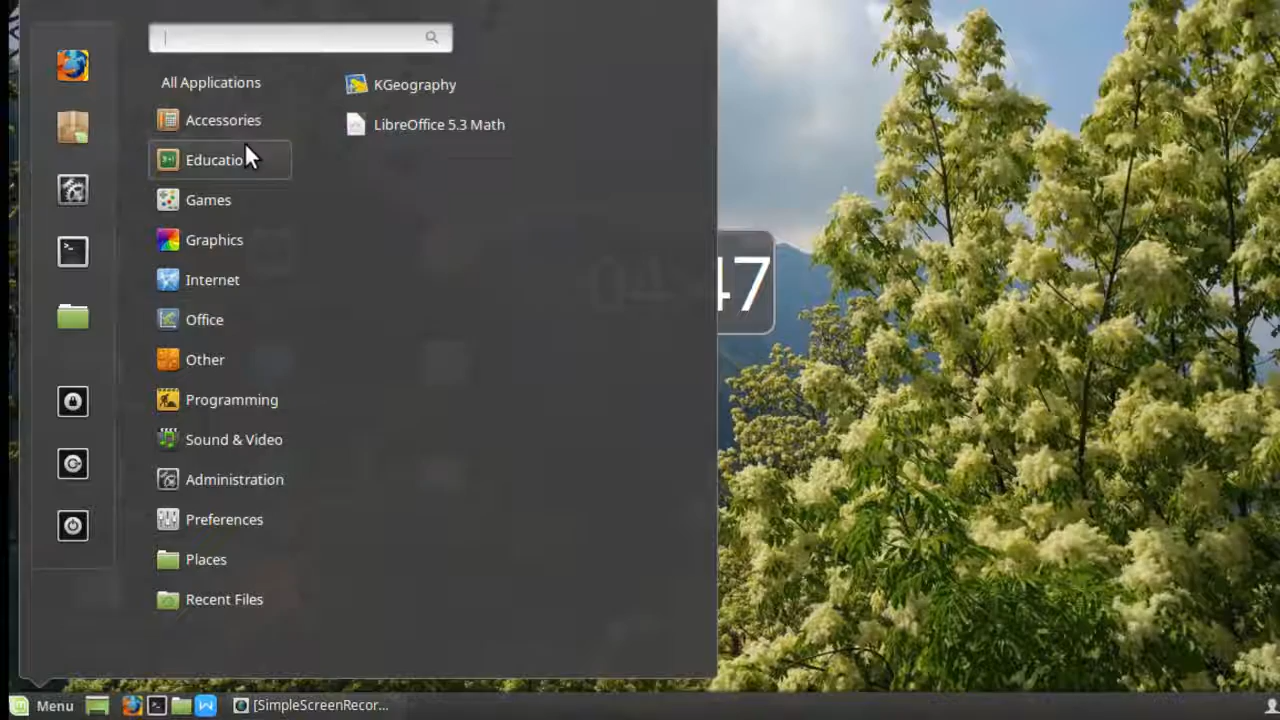 All Applications
KGeography
Accessories
LibreOffice 5.3 Math
Educatio
Games
Graphics
Internet
47
Office
Other
Programming
Sound & Video
Administration
Preferences
Places
Recent Files
Menu
[SimpleScreenRecor...